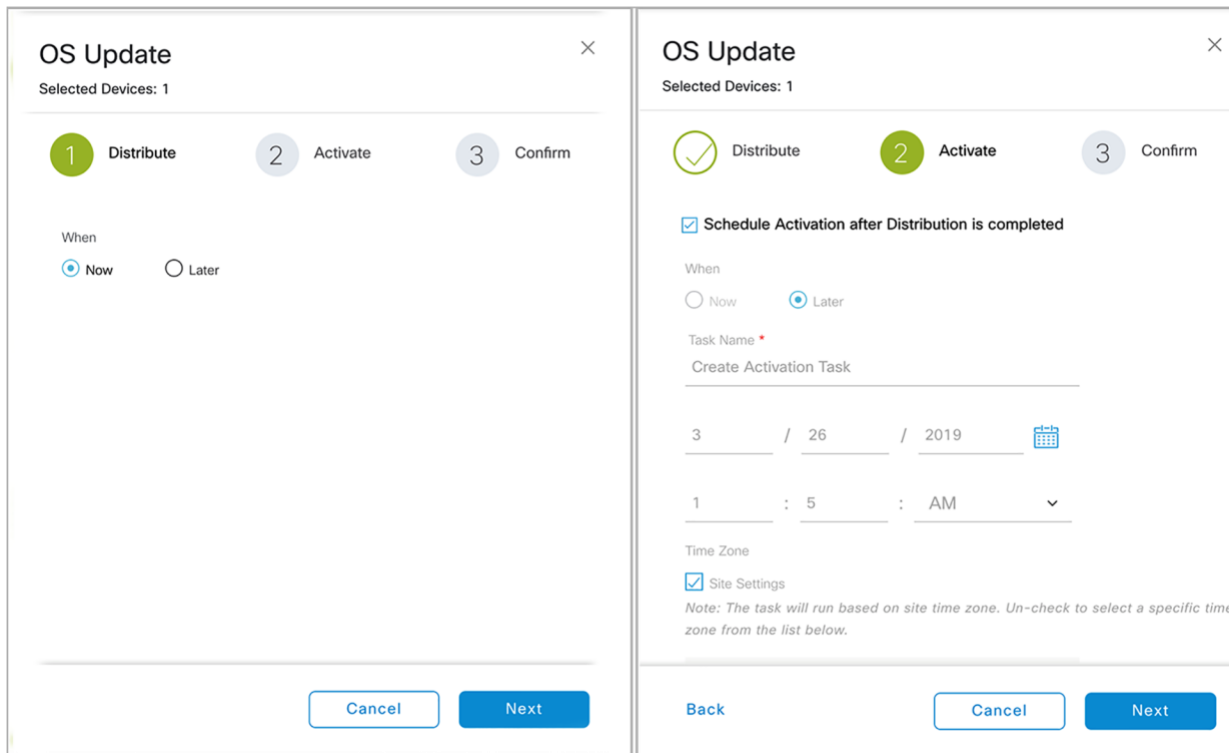 OS Update
Selected Devices: 1
1 Distribute 2 Activate 3 Confirm
When
Now Later
Cancel Next
OS Update
Selected Devices: 1
Distribute 2 Activate 3 Confirm
Schedule Activation after Distribution is completed
When
Now Later
Task Name *
Create Activation Task
3 / 26 / 2019
1 : 5 : AM
Time Zone
Site Settings
Note: The task will run based on site time zone. Un-check to select a specific time
zone from the list below.
Back Cancel Next